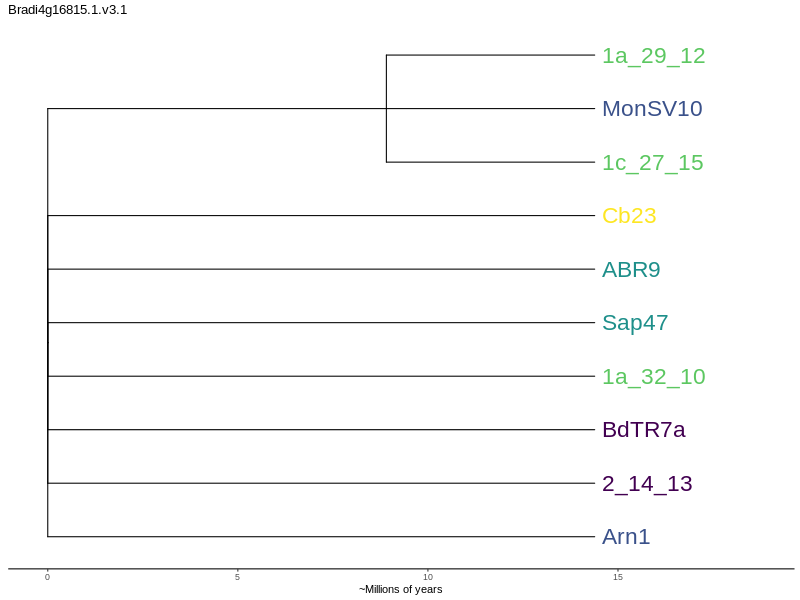 Bradi4g16815.1.v3.1
1a_29_12
MonSV10
1c_27_15
Cb23
ABR9
Sap47
1a_32_10
BdTR7a
2_14_13
Arn1
0 5 10 15
~Millions of years